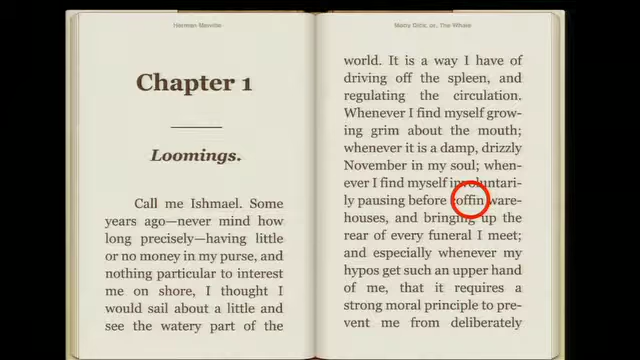 Herman Melville
Chapter 1
Loomings.
Call me Ishmael. Some
years ago—never mind how
long precisely—having little
or no money in my purse, and
nothing particular to interest
me on shore, I thought I
would sail about a little and
see the watery part of the
Moby Dick; or, The Whale
world. It is a way I have of
driving off the spleen, and
regulating the circulation.
Whenever I find myself grow-
ing grim about the mouth;
whenever it is a damp, drizzly
November in my soul; when-
ever I find myself involuntari-
ly pausing before coffin ware-
houses, and bringing up the
rear of every funeral I meet;
and especially whenever my
hypos get such an upper hand
of me, that it requires a
strong moral principle to pre-
vent me from deliberately